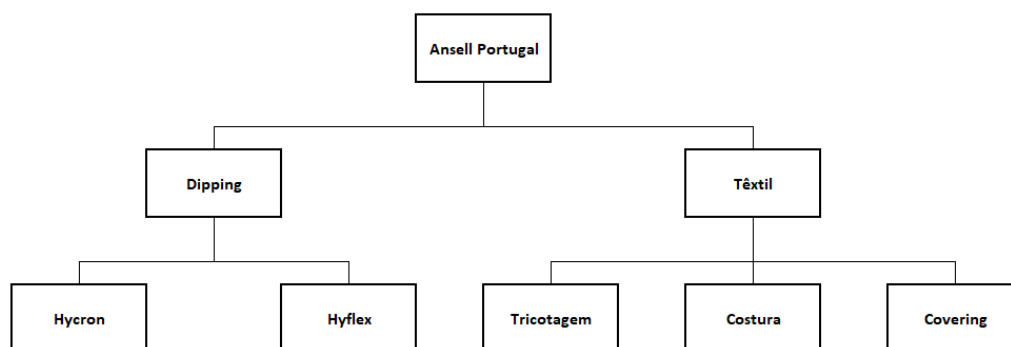 Ansell Portugal
Dipping
Têxtil
Hycron
Hyflex
Tricotagem
Costura
Covering